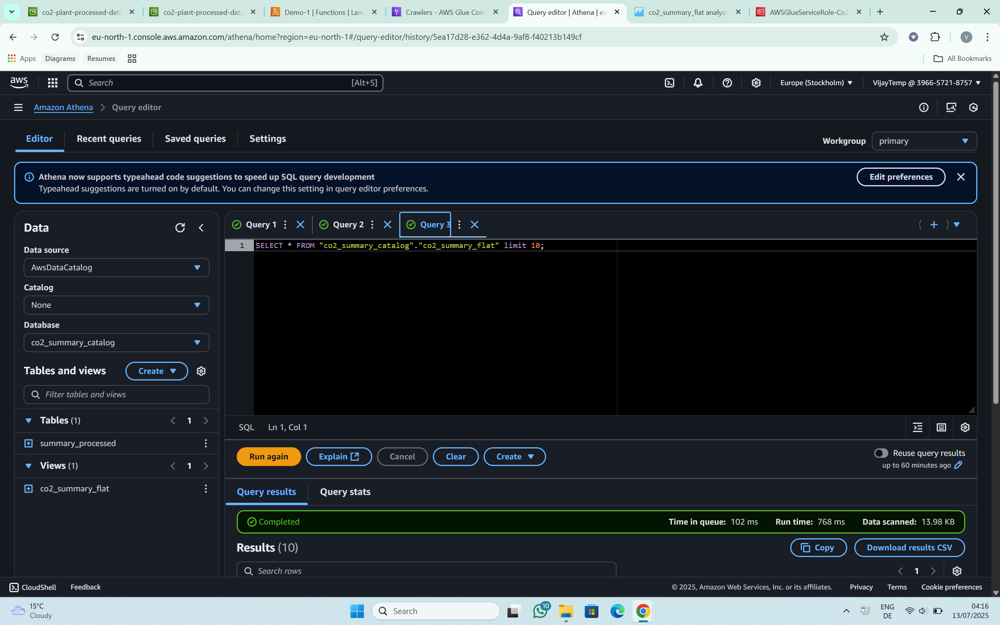 co2-plant-processed-data
co2-plant-processed-data
Demo-1 | Functions | Lam
Crawlers - AWS Glue Cons
Query editor | Athena | eu
co2_summary_flat analysis
AWSGlueServiceRole-Co2
eu-north-1.console.aws.amazon.com/athena/home?region=eu-north-1#/query-editor/history/5ea17d28-e362-4d4a-9af8-f40213b149cf
V
Apps Diagrams Resumes All Bookmarks
aws Search [Alt+S] Europe (Stockholm) VijayTemp @ 3966-5721-8757
Amazon Athena Query editor
Editor Recent queries Saved queries Settings Workgroup primary
Athena now supports typeahead code suggestions to speed up SQL query development
Typeahead suggestions are turned on by default. You can change this setting in query editor preferences.
Edit preferences
Data
Data source
AwsDataCatalog
Catalog
None
Database
co2_summary_catalog
Tables and views Create
Filter tables and views
Tables (1) 1
summary_processed
Views (1) 1
co2_summary_flat
Query 1 Query 2 Query 3
1 SELECT * FROM "co2_summary_catalog"."co2_summary_flat" limit 10;
SQL Ln 1, Col 1
Run again Explain Cancel Clear Create
Reuse query results
up to 60 minutes ago
Query results Query stats
Completed Time in queue: 102 ms Run time: 768 ms Data scanned: 13.98 KB
Results (10) Copy Download results CSV
Search rows 1
CloudShell Feedback © 2025, Amazon Web Services, Inc. or its affiliates. Privacy Terms Cookie preferences
15°C
Cloudy
Search
10
ENG
DE
04:16
13/07/2025